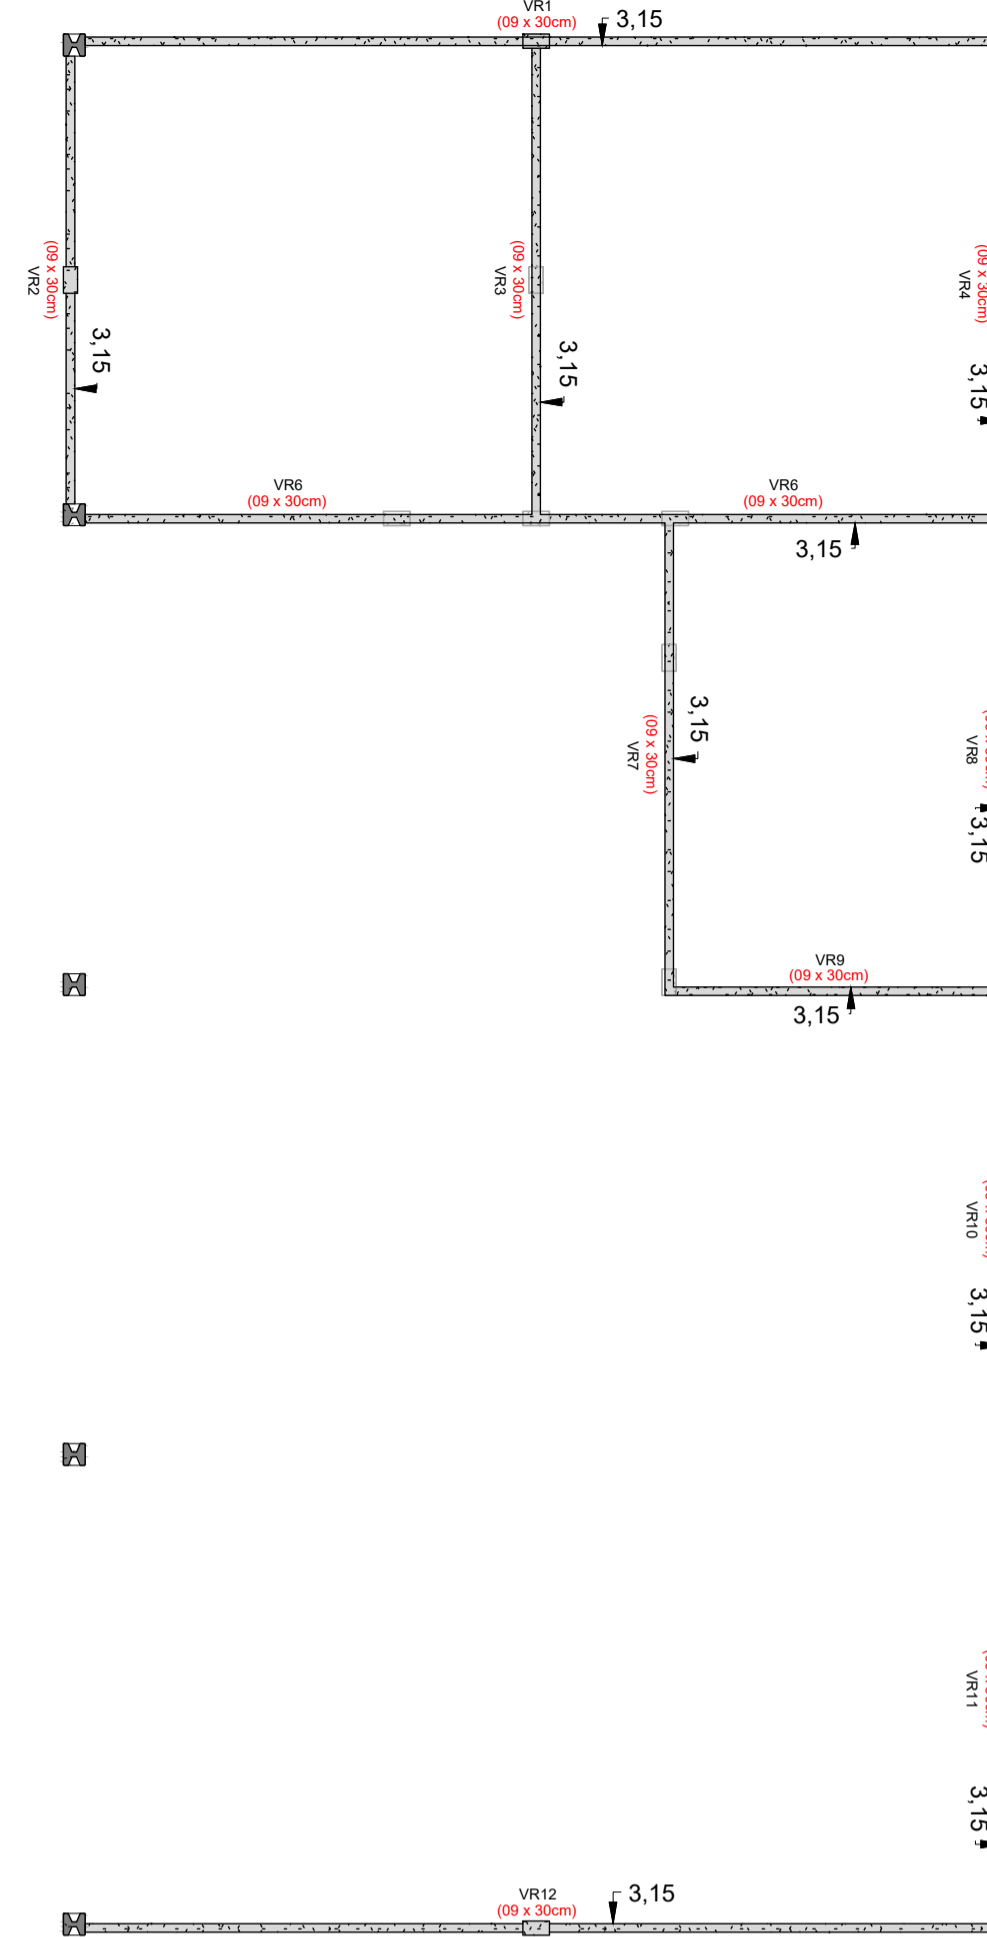 VR1
(09 x 30cm)
3,15
(09 x 30cm)
VR2
3,15
(09 x 30cm)
VR3
3,15
(09 x 30cm)
VR4
3,15
VR6
(09 x 30cm)
VR6
(09 x 30cm)
3,15
3,15
(09 x 30cm)
VR7
VR8
3,15
VR9
(09 x 30cm)
3,15
VR10
3,15
VR11
3,15
VR12
(09 x 30cm)
3,15